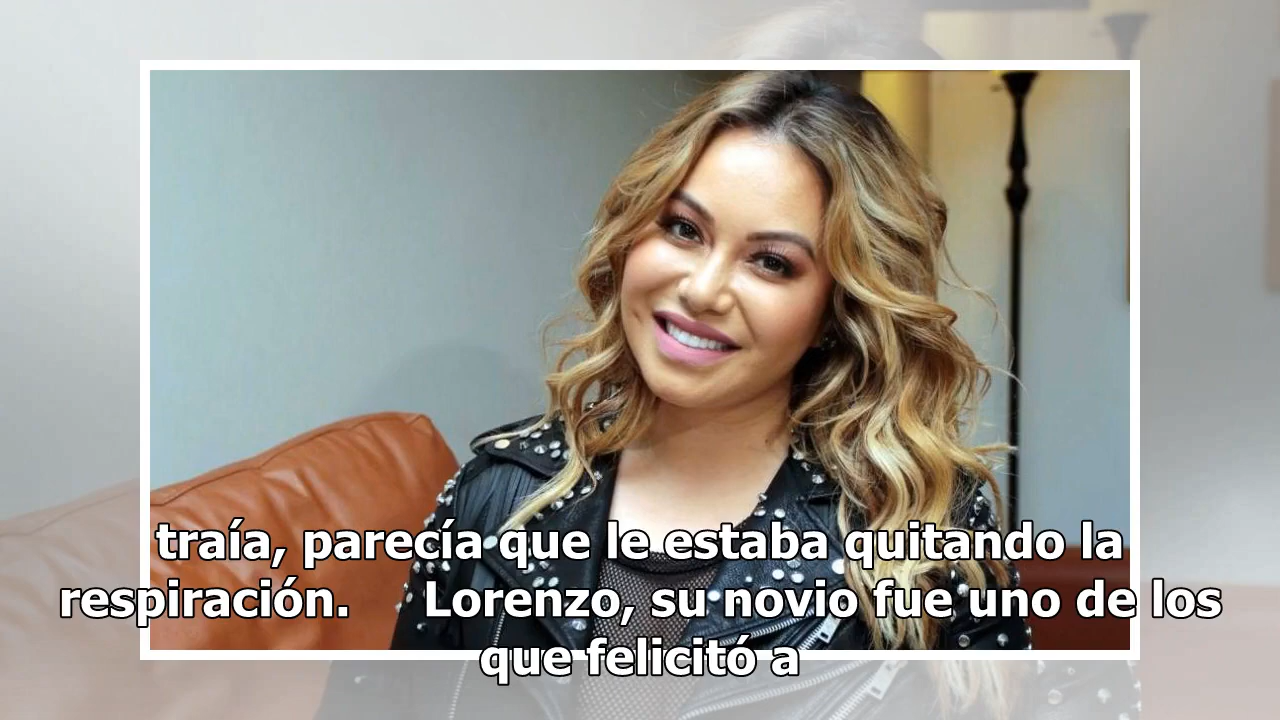 traía, parecía que le estaba quitando la
respiración. Lorenzo, su novio fue uno de los
que felicitó a